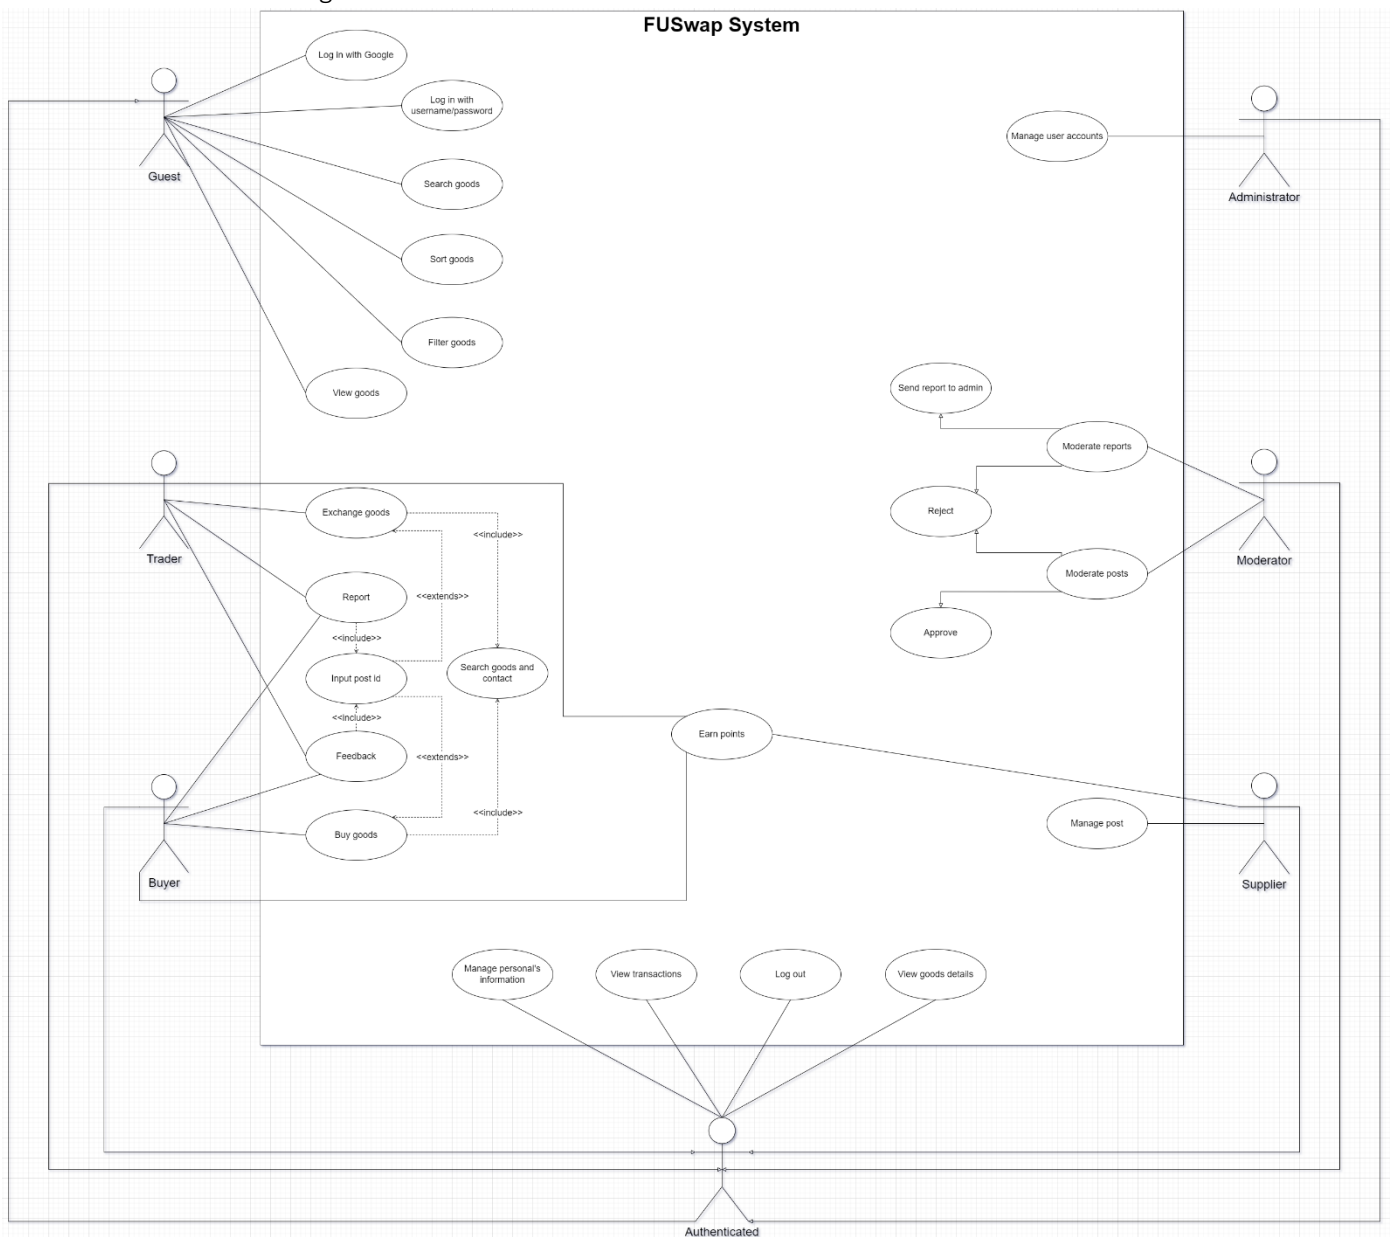 FUSwap System
Log In with Google
Log in with
username/password
Manage user accounts
Guest
Search goods
Administrator
Sort goods
Filter goods
View goods
Send report to admin
Moderate reports
Exchange goods
Reject
<<include>>
Trader
Moderator
Moderate posts
Report
<<extends>>
Approve
<<include>>
Search goods and
contact
Input post id
<<include>>
Earn points
Feedback
<<extends>>
<<include>>
Manage post
Buy goods
Buyer
Supplier
Manage personal's
information
View transactions
Log out
View goods details
Authenticated